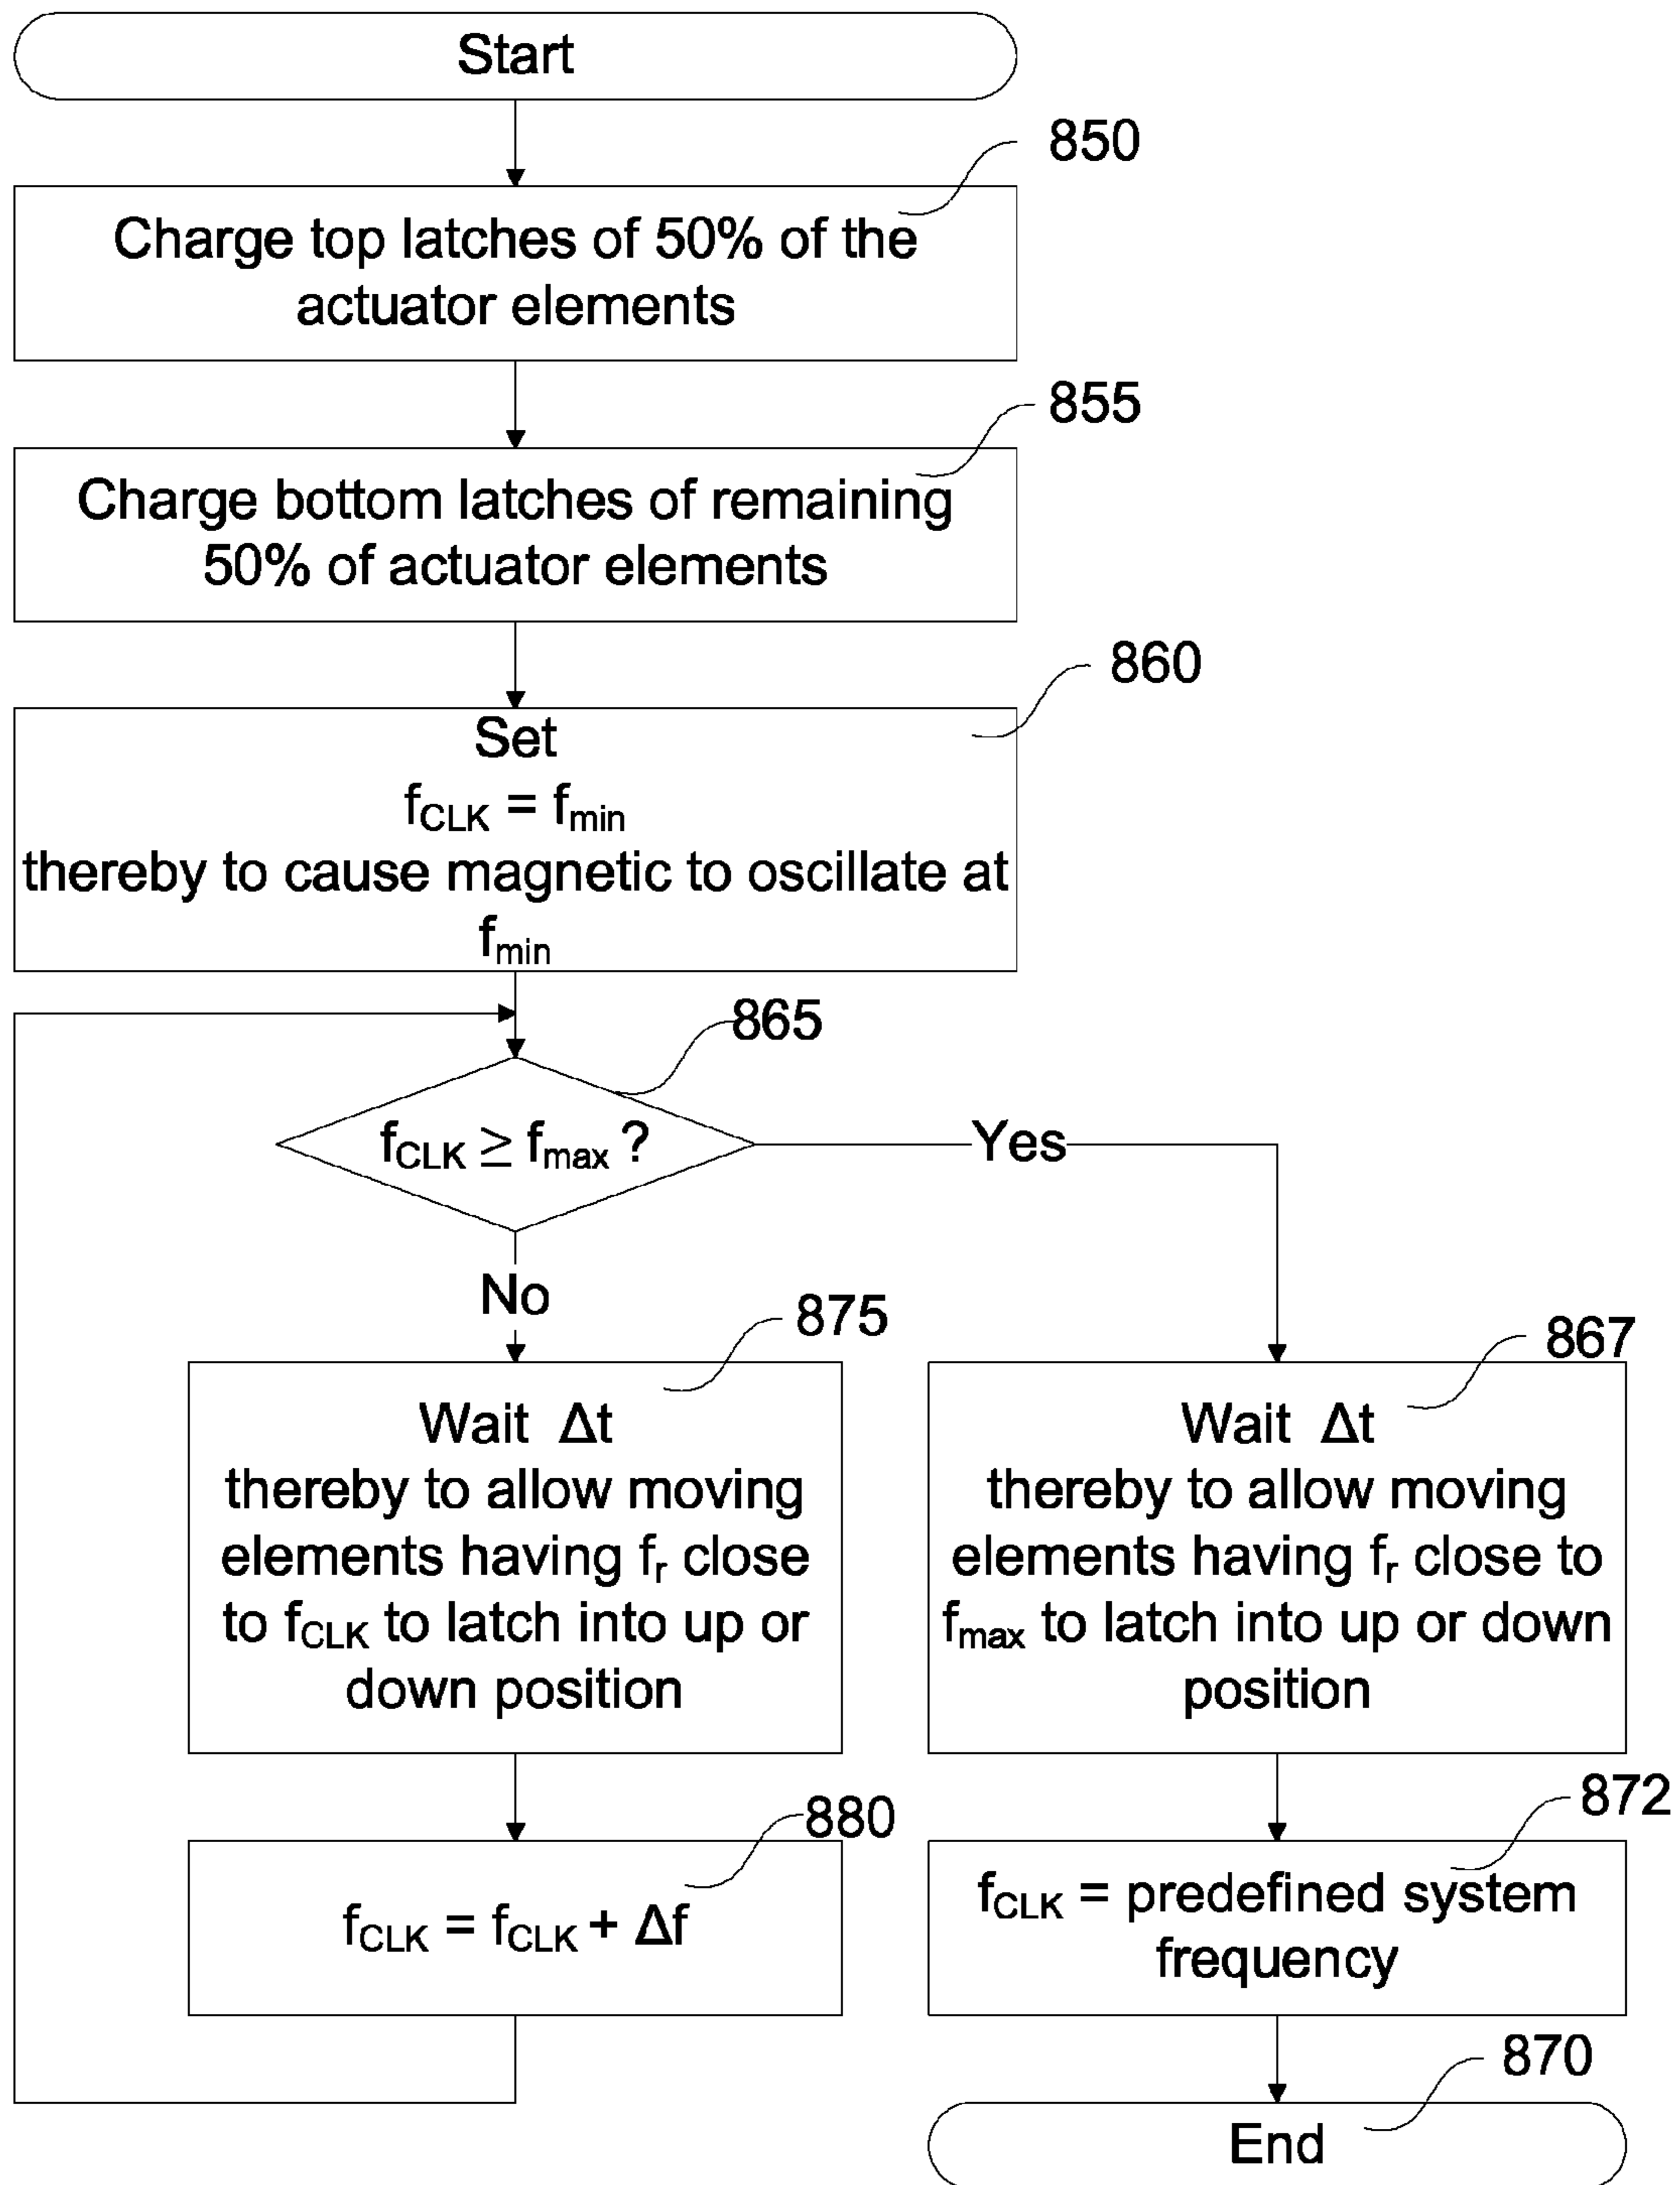 Start
850
Charge top latches of 50% of the
actuator elements
855
Charge bottom latches of remaining
50% of actuator elements
860
Set
fCLK = fmin
thereby to cause magnetic to oscillate at
fmin
865
fCLK ≥ fmax ?
Yes
No
875
Wait Δt
thereby to allow moving
elements having fr close
to fCLK to latch into up or
down position
867
Wait Δt
thereby to allow moving
elements having fr close to
fmax to latch into up or down
position
880
fCLK = fCLK + Δf
872
fCLK = predefined system
frequency
870
End